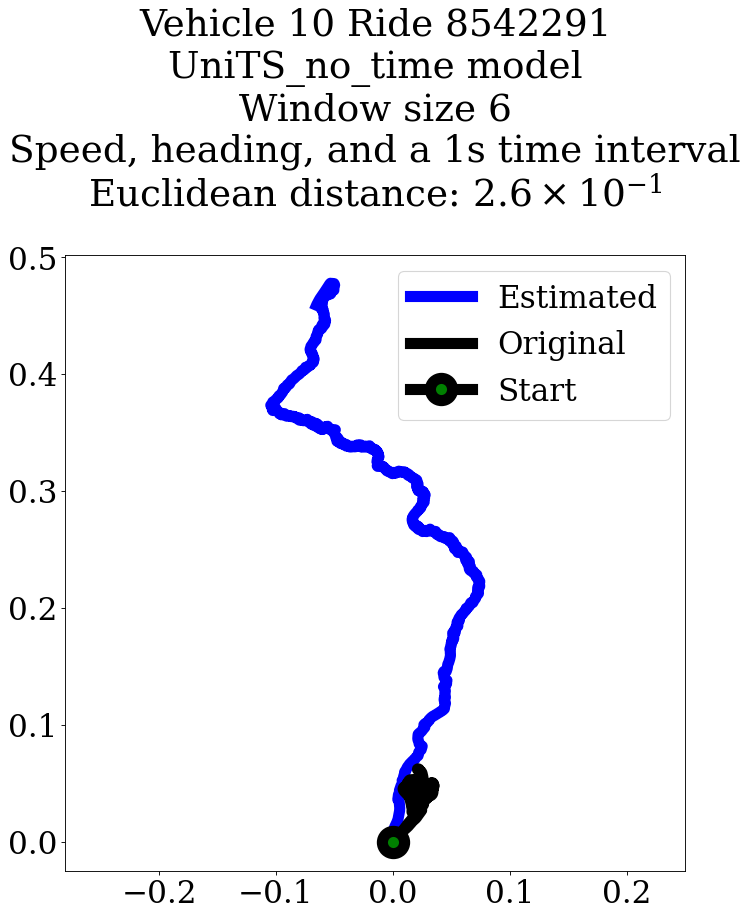 Vehicle 10 Ride 8542291
UniTS_no_time model
Window size 6
Speed, heading, and a 1s time interval
Euclidean distance: 2.6 × 10⁻¹
0.5
Estimated
Original
Start
0.4
0.3
0.2
0.1
0.0
−0.2 −0.1 0.0 0.1 0.2